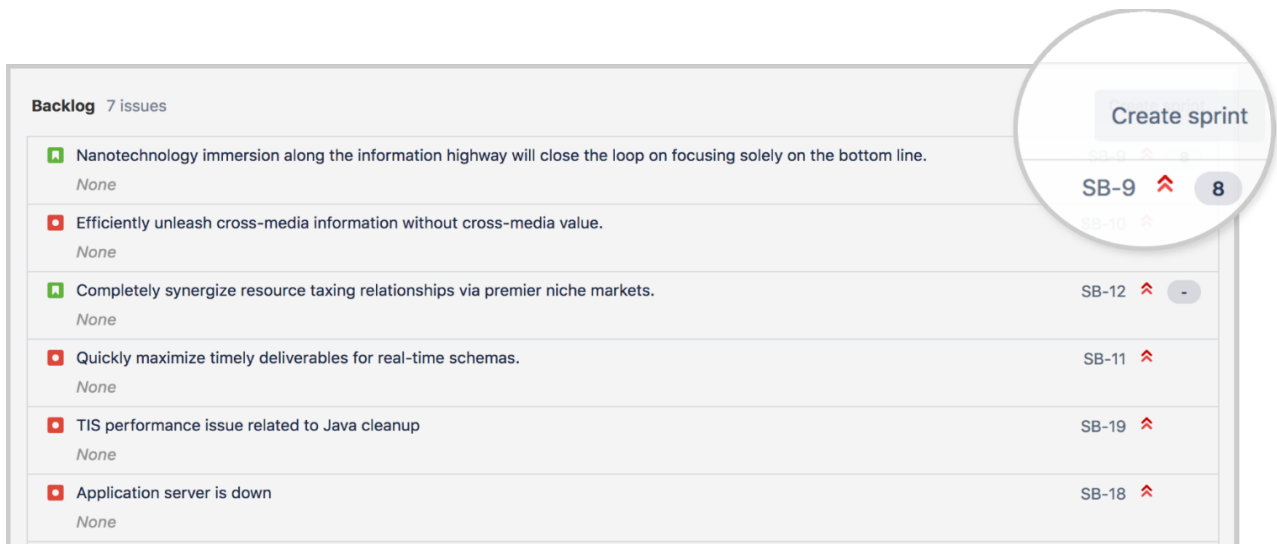 Backlog 7 issues
Create sprint
Nanotechnology immersion along the information highway will close the loop on focusing solely on the bottom line.
SB-9 8
None
Efficiently unleash cross-media information without cross-media value.
SB-10
None
Completely synergize resource taxing relationships via premier niche markets.
SB-12 -
None
Quickly maximize timely deliverables for real-time schemas.
SB-11
None
TIS performance issue related to Java cleanup
SB-19
None
Application server is down
SB-18
None